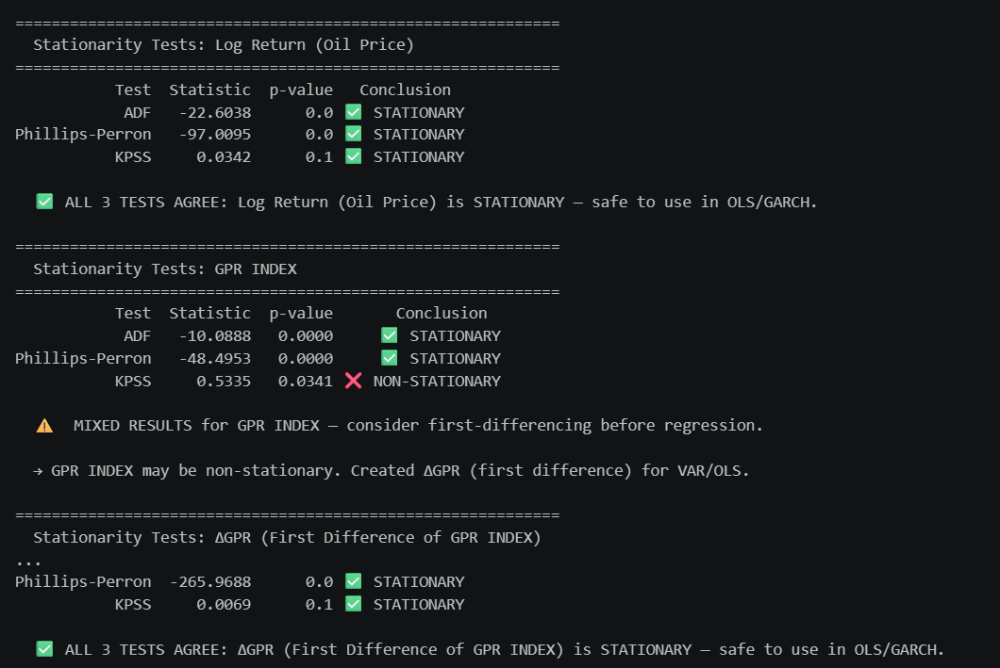 ============================================================
Stationarity Tests: Log Return (Oil Price)
============================================================
Test Statistic p-value Conclusion
ADF -22.6038 0.0 ✅ STATIONARY
Phillips-Perron -97.0095 0.0 ✅ STATIONARY
KPSS 0.0342 0.1 ✅ STATIONARY
✅ ALL 3 TESTS AGREE: Log Return (Oil Price) is STATIONARY — safe to use in OLS/GARCH.
============================================================
Stationarity Tests: GPR INDEX
============================================================
Test Statistic p-value Conclusion
ADF -10.0888 0.0000 ✅ STATIONARY
Phillips-Perron -48.4953 0.0000 ✅ STATIONARY
KPSS 0.5335 0.0341 ❌ NON-STATIONARY
⚠️ MIXED RESULTS for GPR INDEX — consider first-differencing before regression.
→ GPR INDEX may be non-stationary. Created ΔGPR (first difference) for VAR/OLS.
============================================================
Stationarity Tests: ΔGPR (First Difference of GPR INDEX)
...
Phillips-Perron -265.9688 0.0 ✅ STATIONARY
KPSS 0.0069 0.1 ✅ STATIONARY
✅ ALL 3 TESTS AGREE: ΔGPR (First Difference of GPR INDEX) is STATIONARY — safe to use in OLS/GARCH.